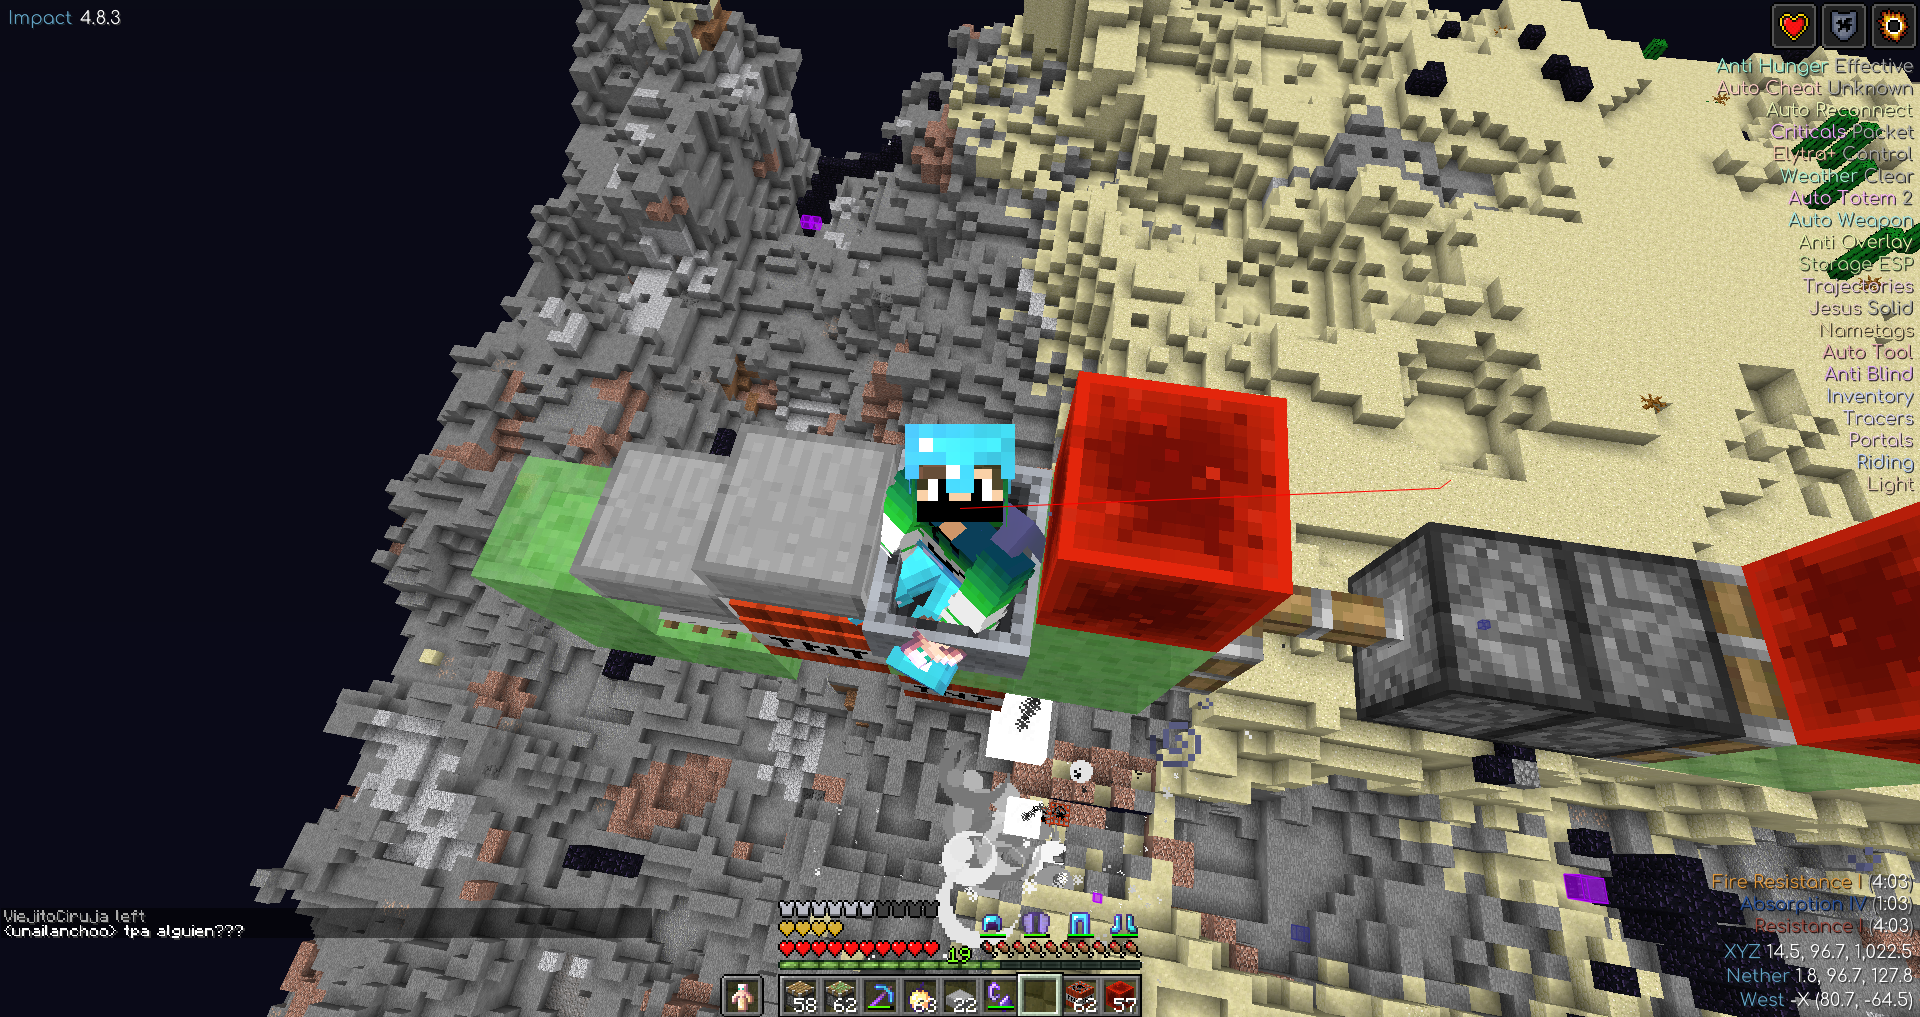 Impact 4.8.3
Anti Hunger Effective
Auto Cheat Unknown
Auto Reconnect
Criticals Packet
Elytra+ Control
Weather Clear
Auto Totem 2
Auto Weapon
Anti Overlay
Storage ESP
Trajectories
Jesus Solid
Nametags
Auto Tool
Anti Blind
Inventory
Tracers
Portals
Riding
Light
TNT
TNT
ViejitoCiruja left
<unailanchoo> tpa alguien???
Fire Resistance I (4:03)
Absorption IV (1:03)
Resistance I (4:03)
XYZ 14.5, 96.7, 1,022.5
Nether 1.8, 96.7, 127.8
West -X (80.7, -64.5)
19
58 62 63 22 62 57